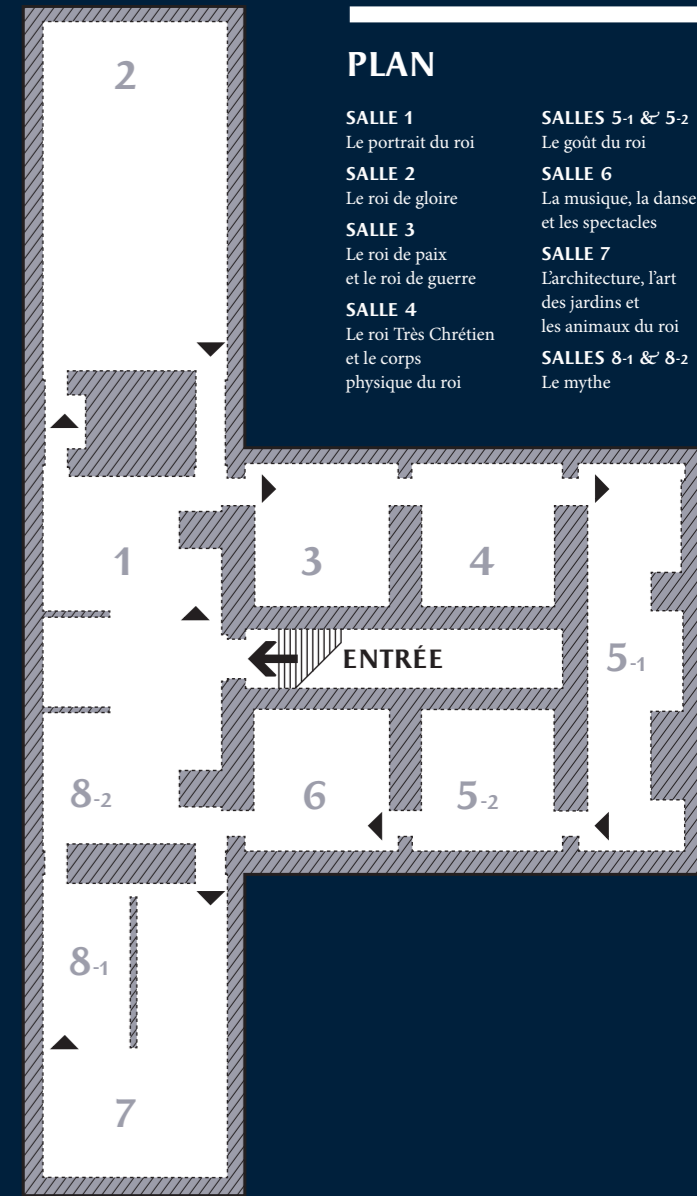 PLAN
SALLE 1
Le portrait du roi
SALLE 2
Le roi de gloire
SALLE 3
Le roi de paix
et le roi de guerre
SALLE 4
Le roi Très Chrétien
et le corps
physique du roi
SALLES 5-1 & 5-2
Le goût du roi
SALLE 6
La musique, la danse
et les spectacles
SALLE 7
L’architecture, l’art
des jardins et
les animaux du roi
SALLES 8-1 & 8-2
Le mythe
2
1
3
4
ENTRÉE
5-1
8-2
6
5-2
8-1
7